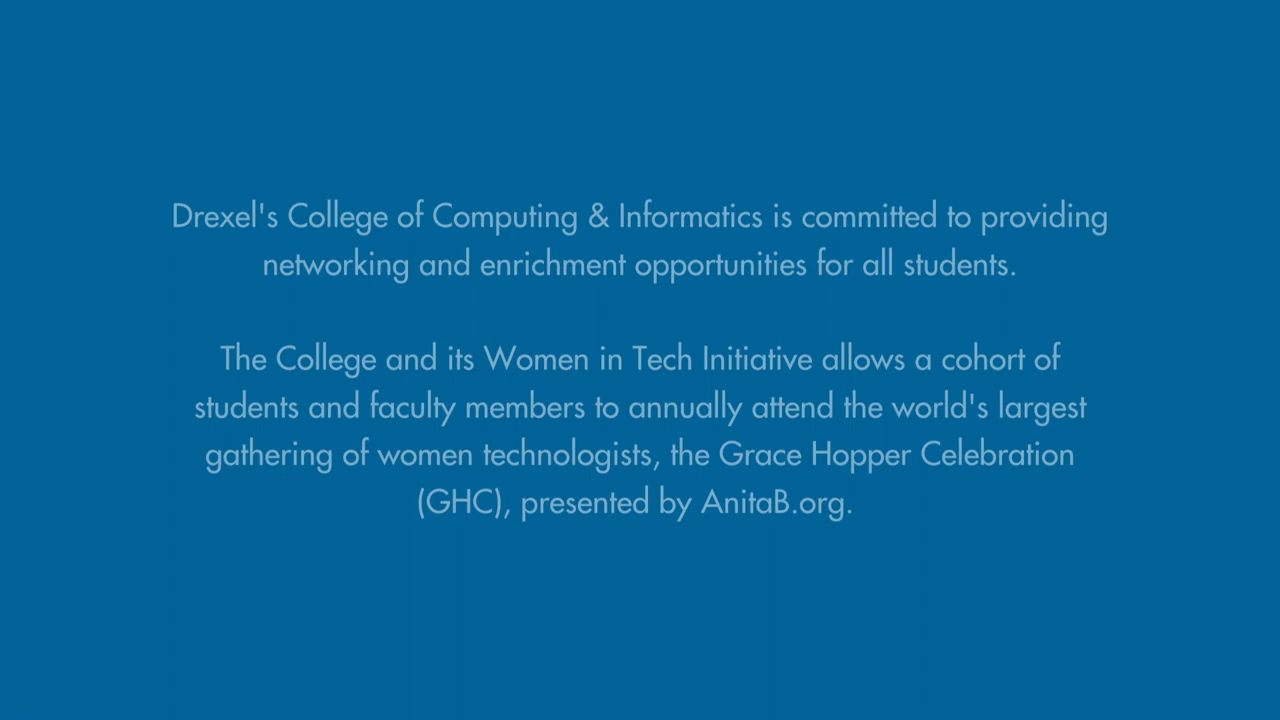 Drexel's College of Computing & Informatics is committed to providing
networking and enrichment opportunities for all students.
The College and its Women in Tech Initiative allows a cohort of
students and faculty members to annually attend the world's largest
gathering of women technologists, the Grace Hopper Celebration
(GHC), presented by AnitaB.org.